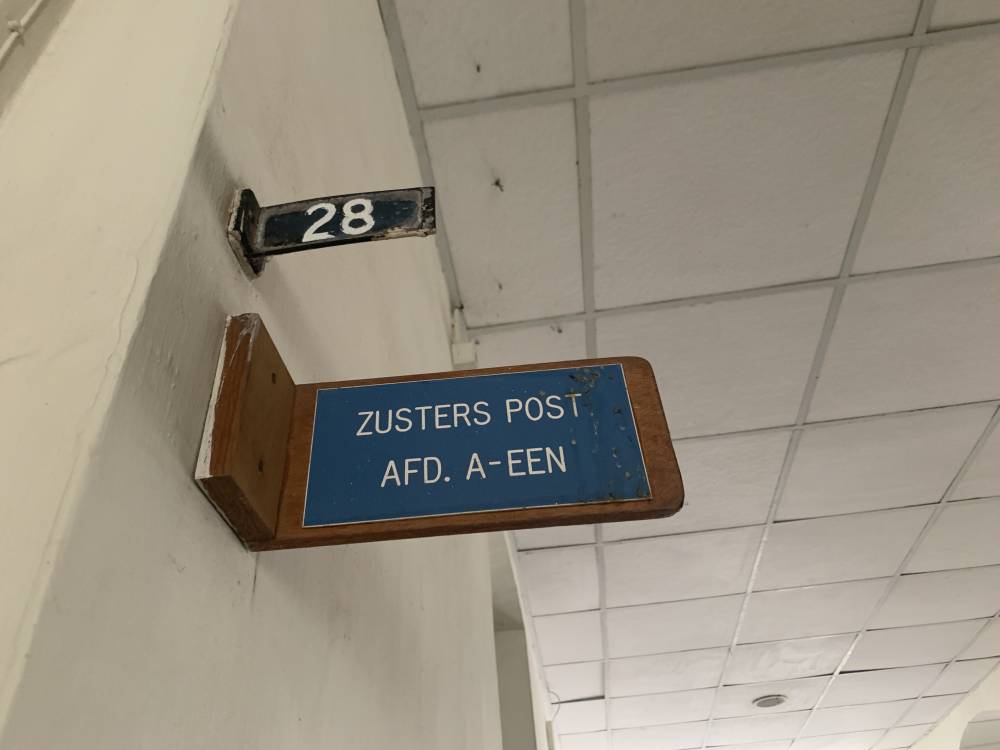 28
ZUSTERS POST
AFD. A-EEN